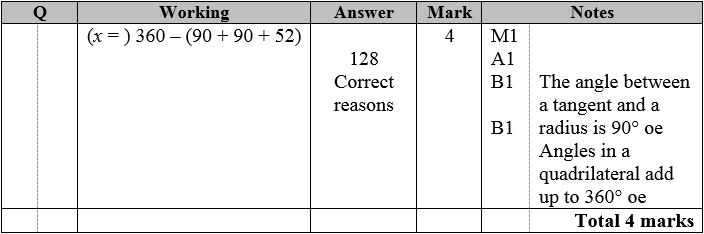 Q Working Answer Mark Notes
(x = ) 360 – (90 + 90 + 52) 4 M1
128 A1
Correct B1 The angle between
reasons a tangent and a
B1 radius is 90° oe
Angles in a
quadrilateral add
up to 360° oe
Total 4 marks